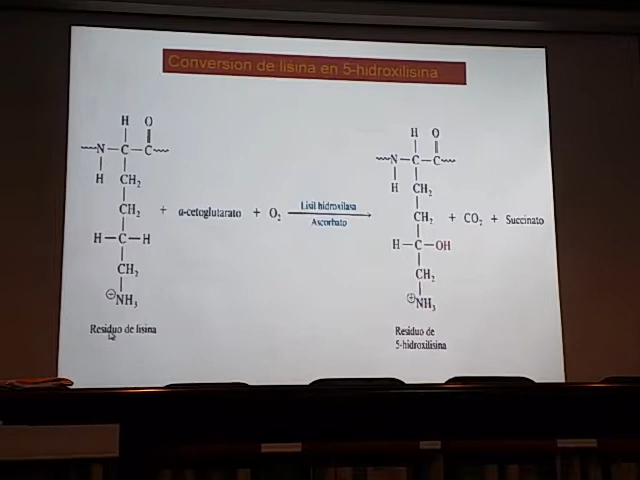 Conversion de lisina en 5-hidroxilisina
H O
N—C—C
H CH₂
CH₂
H—C—H
CH₂
⊖NH₃
+ α-cetoglutarato + O₂
Lisil hidroxilasa
Ascorbato
H O
N—C—C
H CH₂
CH₂
H—C—OH
CH₂
⊕NH₃
+ CO₂ + Succinato
Residuo de lisina
Residuo de
5-hidroxilisina